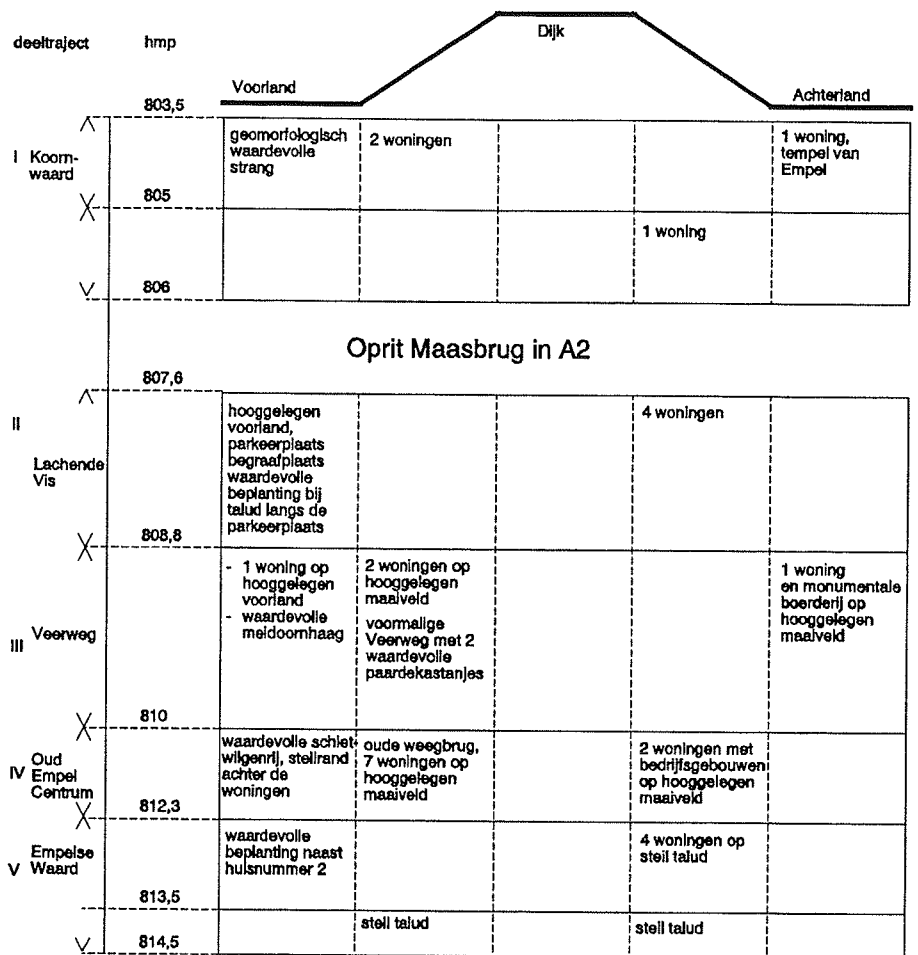 deeltraject
hmp
Dijk
Voorland
Achterland
803,5
I Koorn-
waard
geomorfologisch
waardevolle
strang
2 woningen
1 woning,
tempel van
Empel
805
1 woning
806
Oprit Maasbrug in A2
807,6
II
Lachende
Vis
hooggelegen
voorland,
parkeerplaats
begraafplaats
waardevolle
beplanting bij
talud langs de
parkeerplaats
4 woningen
808,8
III Veerweg
- 1 woning op
hooggelegen
voorland
- waardevolle
meidoornhaag
2 woningen op
hooggelegen
maaiveld
voormalige
Veerweg met 2
waardevolle
paardekastanjes
1 woning
en monumentale
boerderij op
hooggelegen
maaiveld
810
IV Oud
Empel
Centrum
waardevolle schiet-
wilgenrij, steilrand
achter de
woningen
oude weegbrug,
7 woningen op
hooggelegen
maaiveld
2 woningen met
bedrijfsgebouwen
op hooggelegen
maaiveld
812,3
V Empelse
Waard
waardevolle
beplanting naast
huisnummer 2
4 woningen op
steil talud
813,5
steil talud
steil talud
814,5